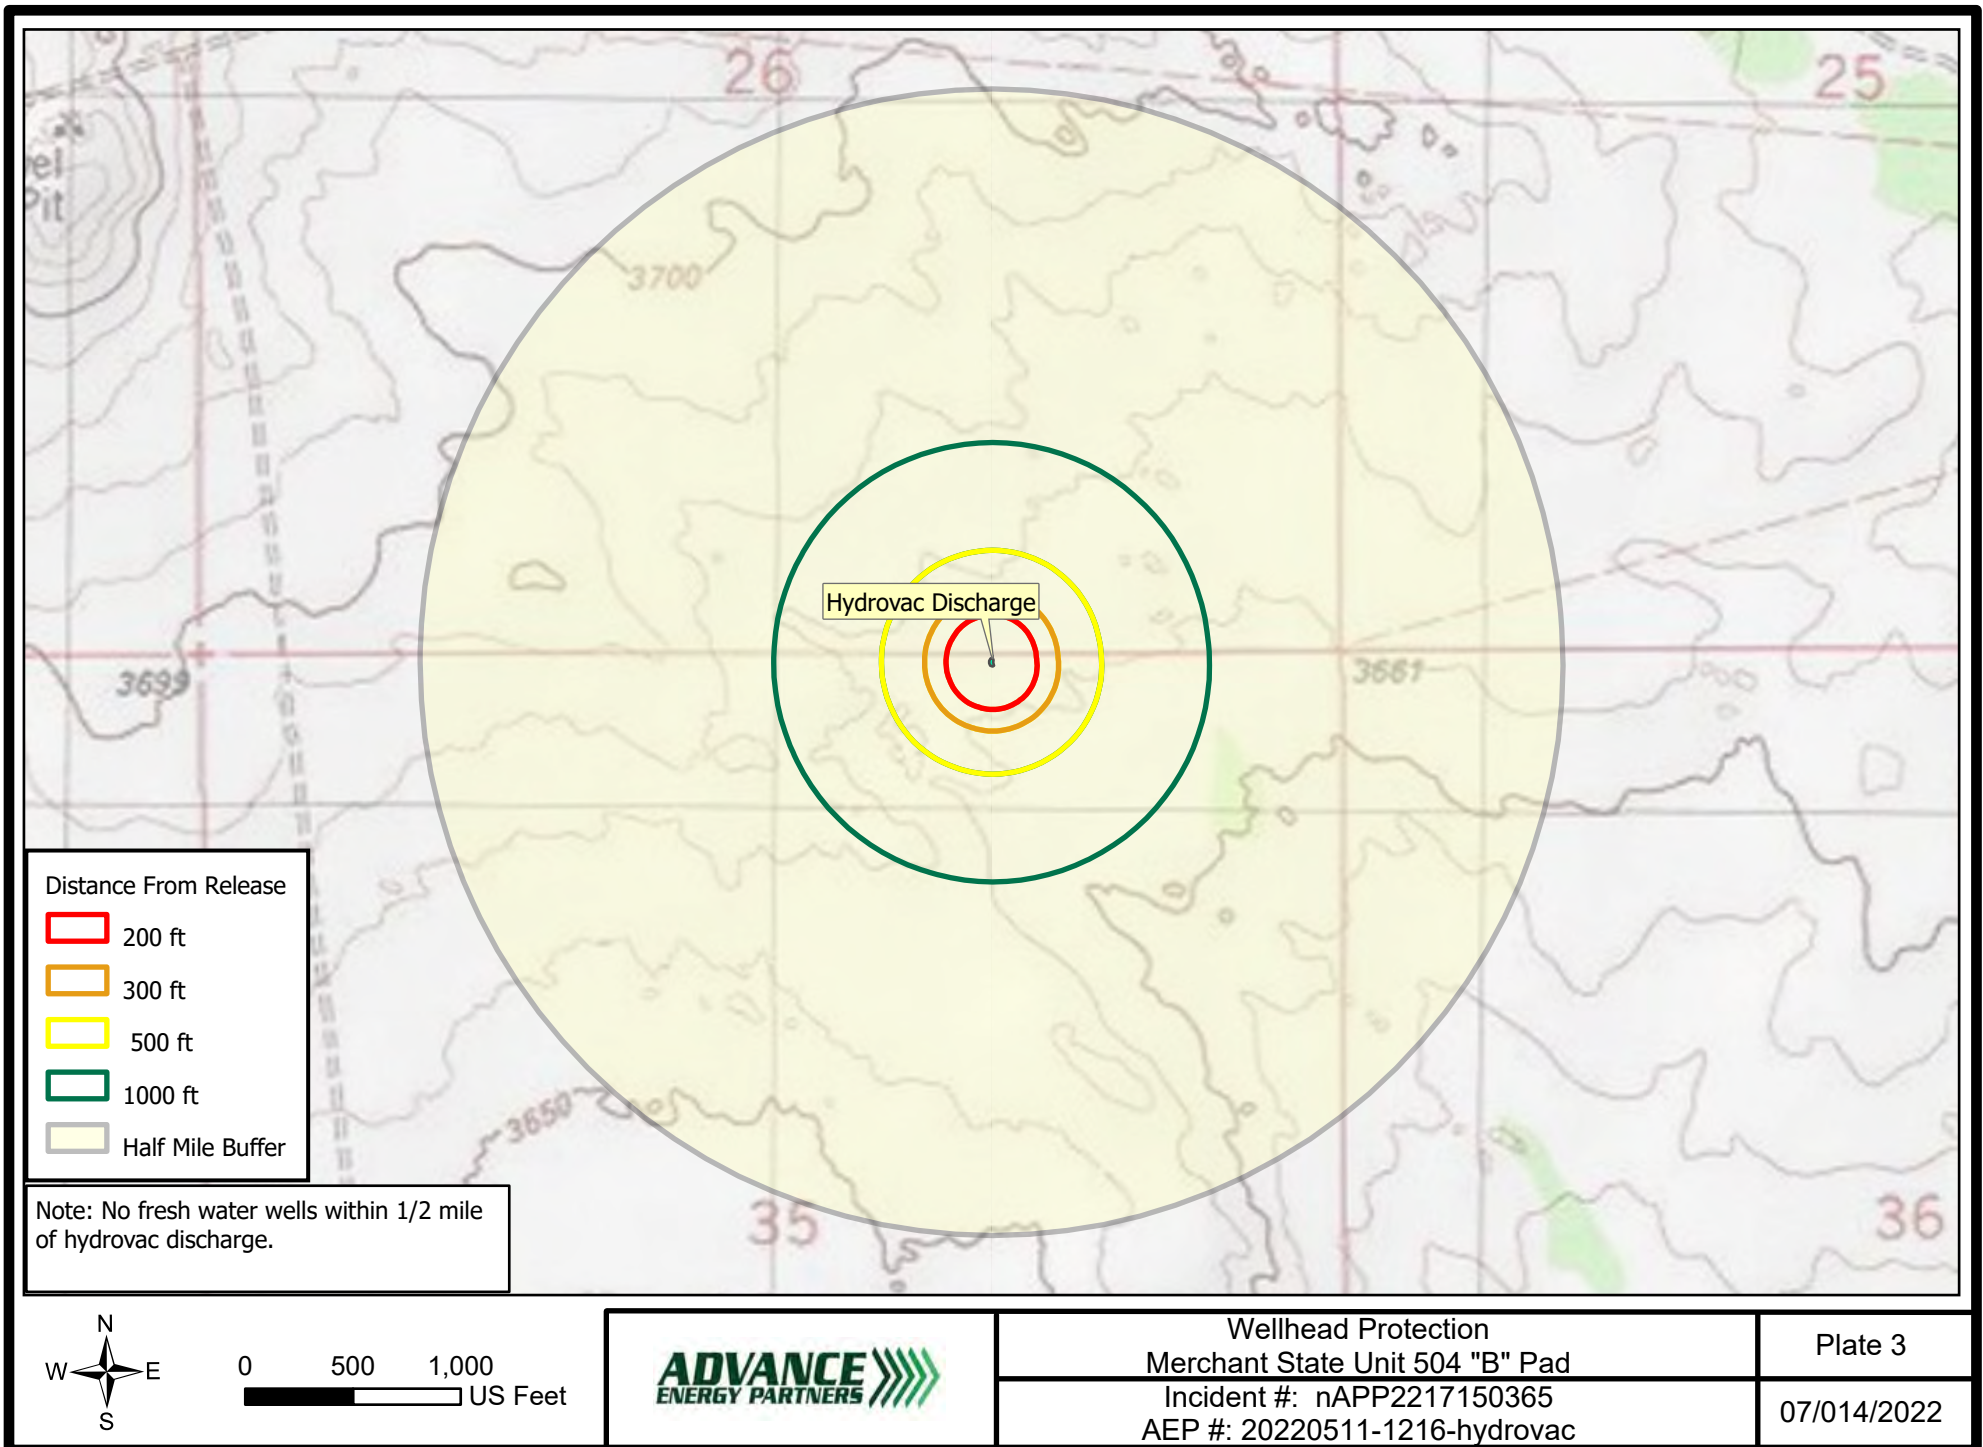 26
25
el
Pit
3700
Hydrovac Discharge
3699
3661
Distance From Release
200 ft
300 ft
500 ft
1000 ft
Half Mile Buffer
3650
Note: No fresh water wells within 1/2 mile
of hydrovac discharge.
35
36
N
W E
S
0 500 1,000
US Feet
ADVANCE
ENERGY PARTNERS
Wellhead Protection
Merchant State Unit 504 "B" Pad
Incident #: nAPP2217150365
AEP #: 20220511-1216-hydrovac
Plate 3
07/014/2022